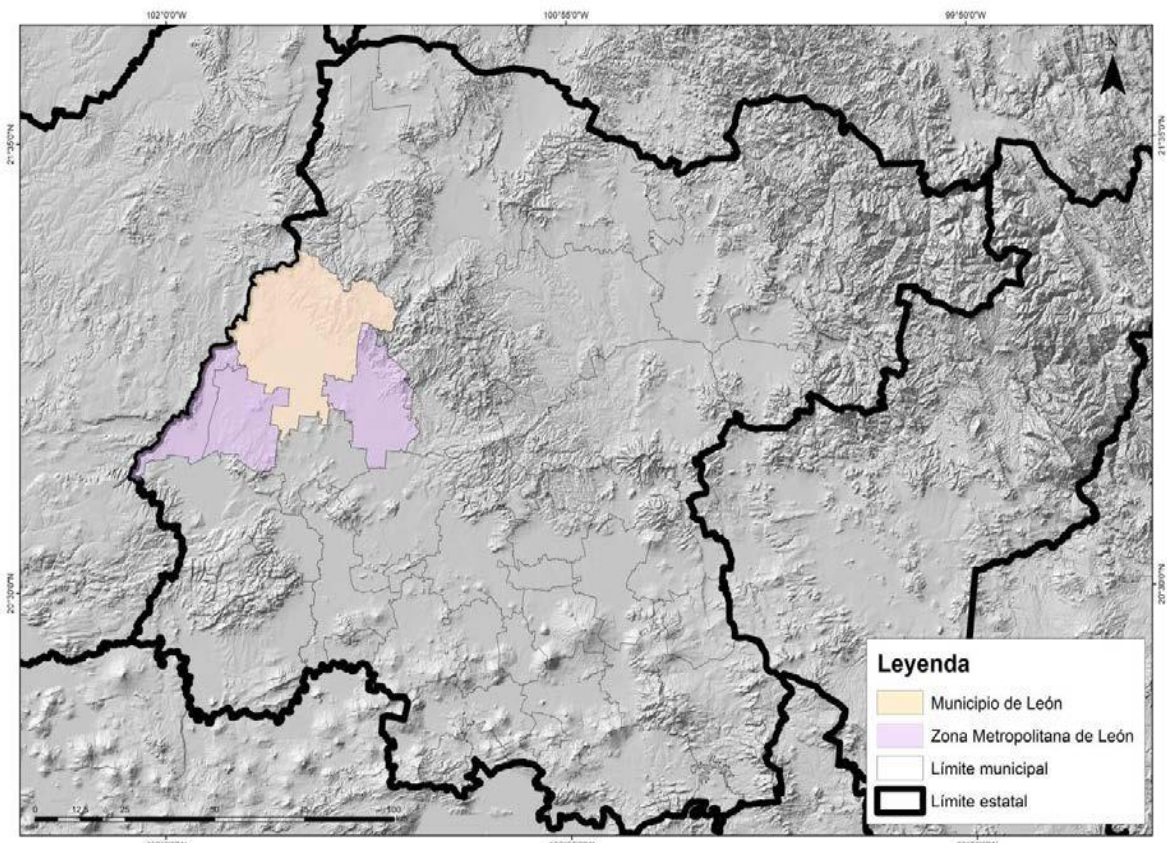 102°0'0"W
100°55'0"W
99°50'0"W
N
21°35'0"N
21°35'0"N
20°30'0"N
20°30'0"N
Leyenda
Municipio de León
Zona Metropolitana de León
Límite municipal
Límite estatal
0 12.5 25 50 100